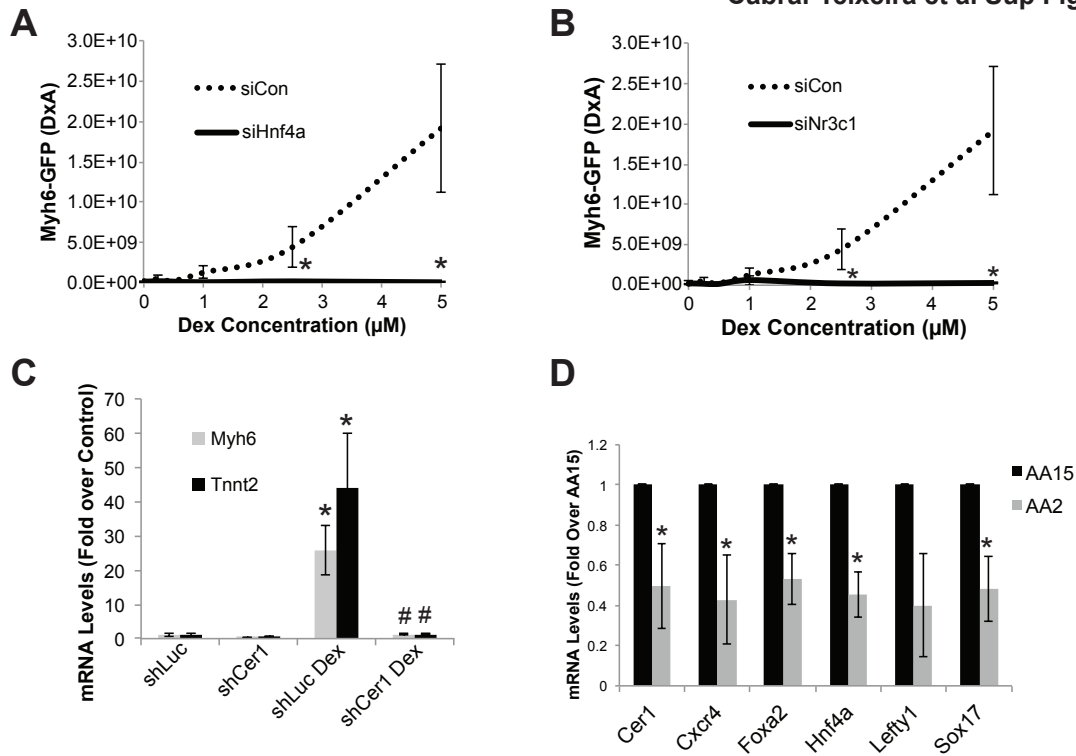 Cabral-Teixeira et al Sup Fig
A
3.0E+10
2.5E+10
2.0E+10
1.5E+10
1.0E+10
5.0E+09
0.0E+00
Myh6-GFP (DxA)
siCon
siHnf4a
*
*
0 1 2 3 4 5
Dex Concentration (µM)
B
3.0E+10
2.5E+10
2.0E+10
1.5E+10
1.0E+10
5.0E+09
0.0E+00
Myh6-GFP (DxA)
siCon
siNr3c1
*
*
0 1 2 3 4 5
Dex Concentration (µM)
C
mRNA Levels (Fold over Control)
70
60
50
40
30
20
10
0
Myh6
Tnnt2
*
*
# #
shLuc
shCer1
shLuc Dex
shCer1 Dex
D
mRNA Levels (Fold Over AA15)
1.2
1
0.8
0.6
0.4
0.2
0
AA15
AA2
*
*
*
*
*
Cer1
Cxcr4
Foxa2
Hnf4a
Lefty1
Sox17